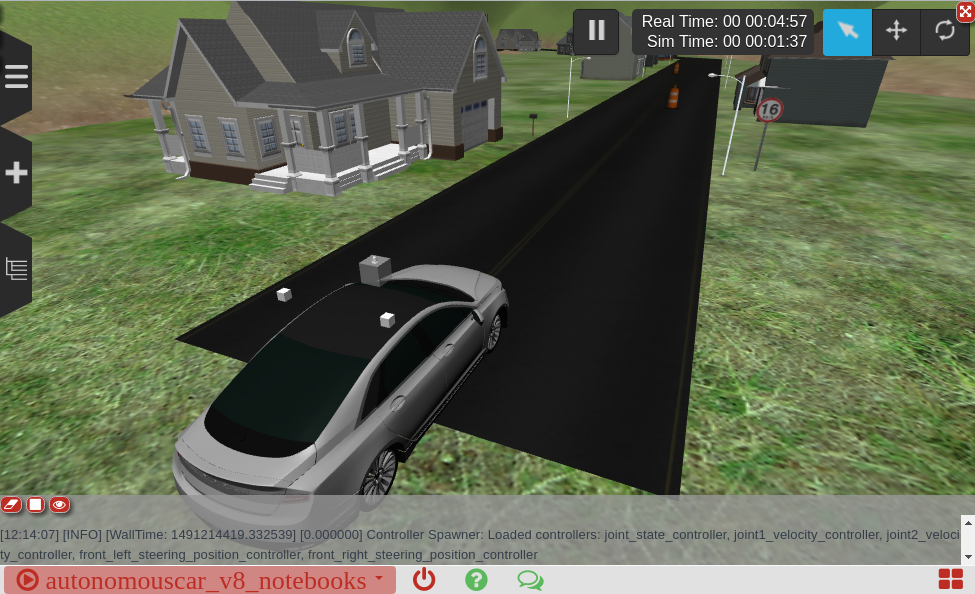 Real Time: 00 00:04:57
Sim Time: 00 00:01:37
16
[12:14:07] [INFO] [WallTime: 1491214419.332539] [0.000000] Controller Spawner: Loaded controllers: joint_state_controller, joint1_velocity_controller, joint2_veloci
ty_controller, front_left_steering_position_controller, front_right_steering_position_controller
autonomouscar_v8_notebooks
?